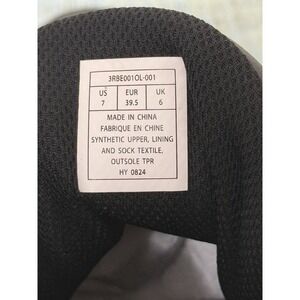 3RBE001OL-001
US EUR UK
7 39.5 6
MADE IN CHINA
FABRIQUE EN CHINE
SYNTHETIC UPPER, LINING
AND SOCK TEXTILE,
OUTSOLE TPR
HY 0824